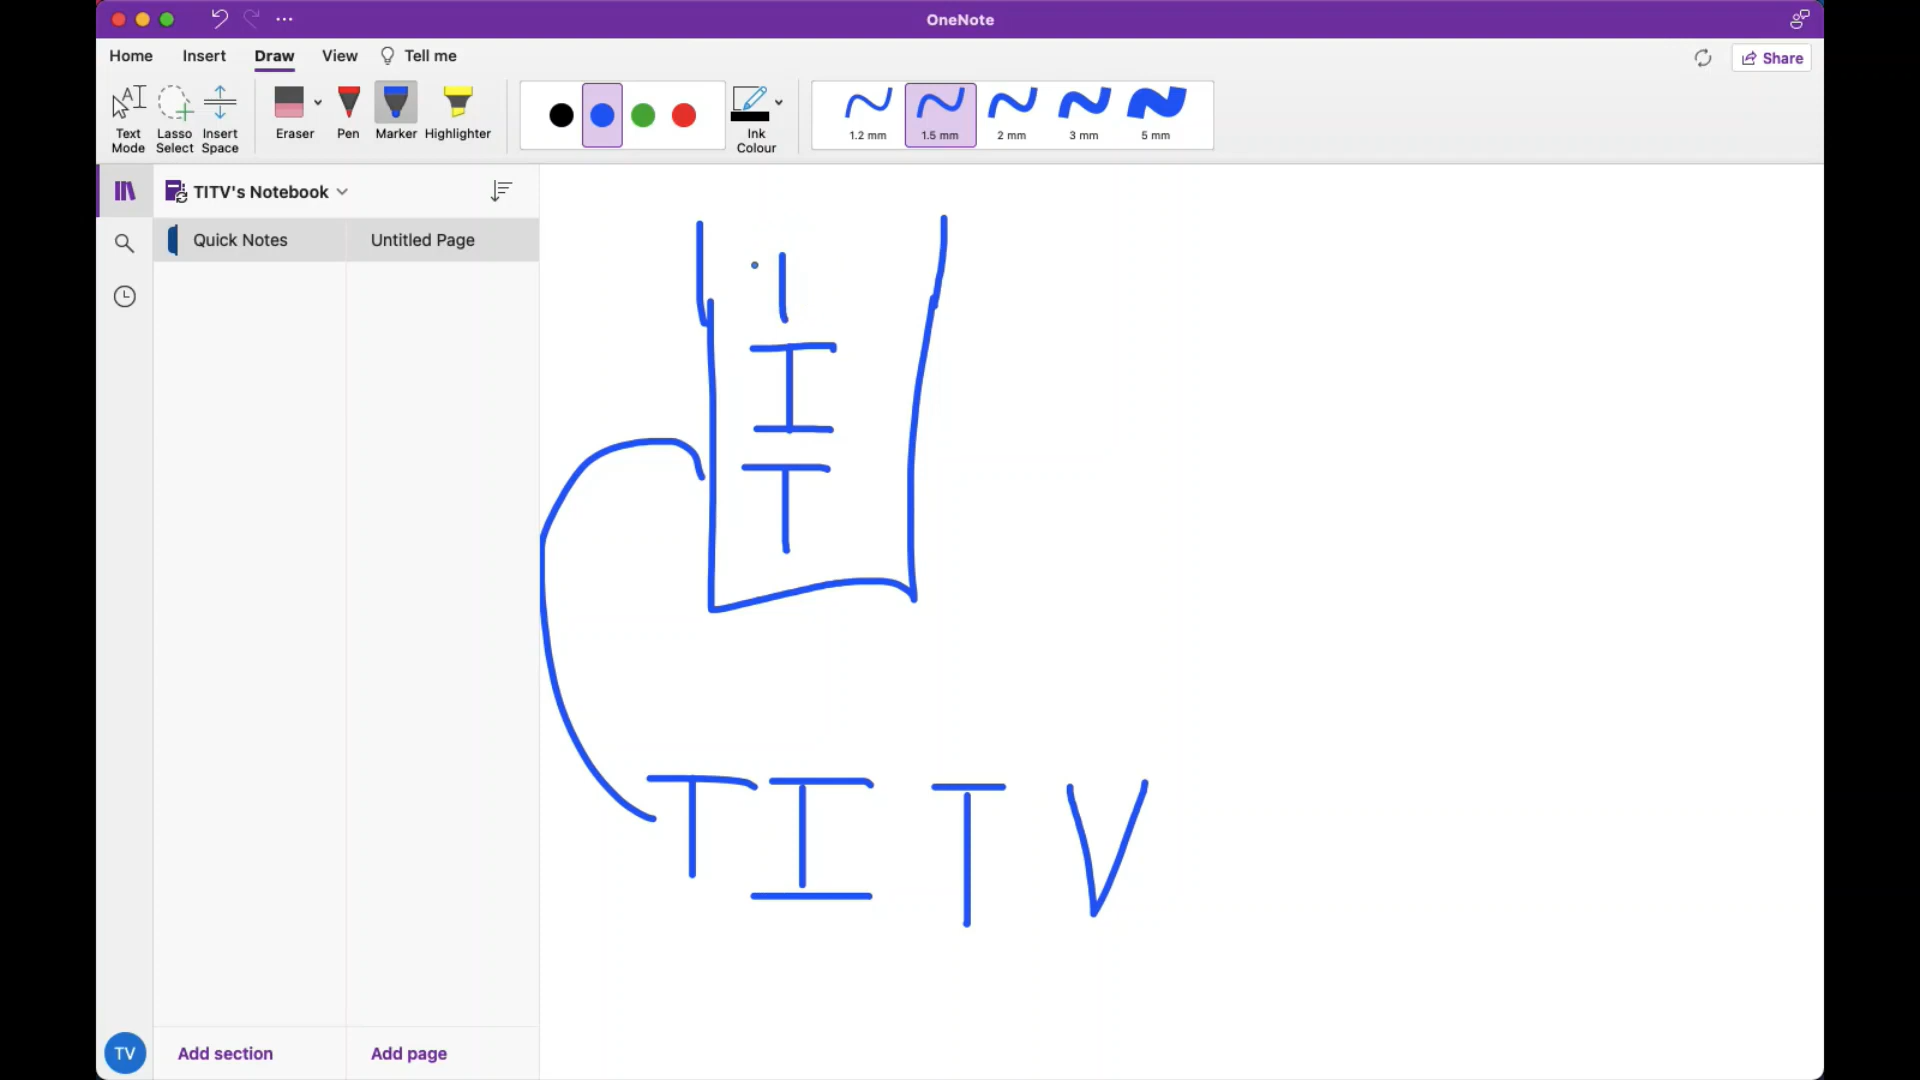 OneNote
Home Insert Draw View Tell me
Share
Text Mode
Lasso Select
Insert Space
Eraser
Pen
Marker
Highlighter
Ink Colour
1.2 mm
1.5 mm
2 mm
3 mm
5 mm
TITV's Notebook
Quick Notes
Untitled Page
I
T
T I T V
TV
Add section
Add page